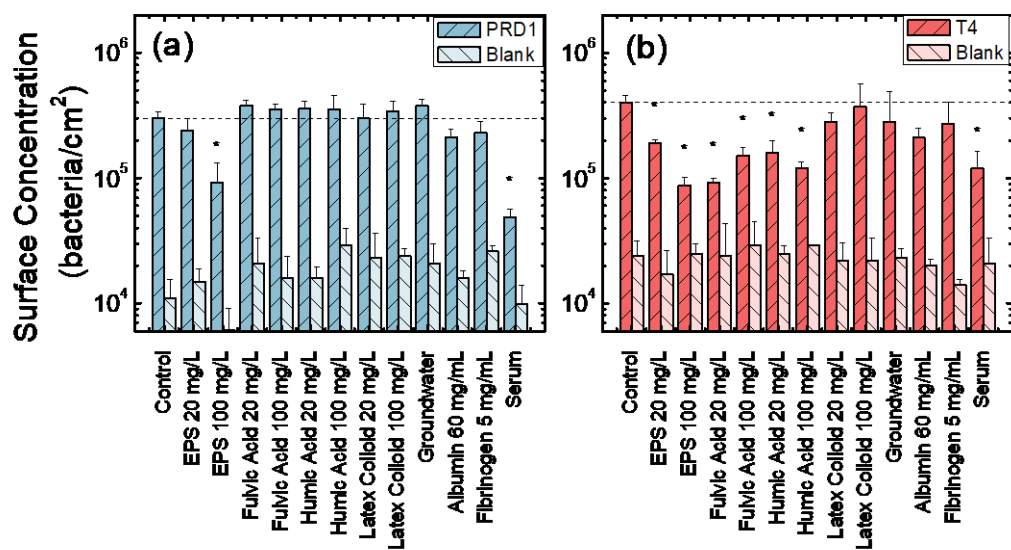 Surface Concentration
(bacteria/cm²)
10⁶
10⁵
10⁴
(a)
PRD1
Blank
*
*
Control
EPS 20 mg/L
EPS 100 mg/L
Fulvic Acid 20 mg/L
Fulvic Acid 100 mg/L
Humic Acid 20 mg/L
Humic Acid 100 mg/L
Latex Colloid 20 mg/L
Latex Colloid 100 mg/L
Groundwater
Albumin 60 mg/mL
Fibrinogen 5 mg/mL
Serum
10⁶
10⁵
10⁴
(b)
T4
Blank
*
*
*
*
*
*
*
Control
EPS 20 mg/L
EPS 100 mg/L
Fulvic Acid 20 mg/L
Fulvic Acid 100 mg/L
Humic Acid 20 mg/L
Humic Acid 100 mg/L
Latex Colloid 20 mg/L
Latex Colloid 100 mg/L
Groundwater
Albumin 60 mg/mL
Fibrinogen 5 mg/mL
Serum